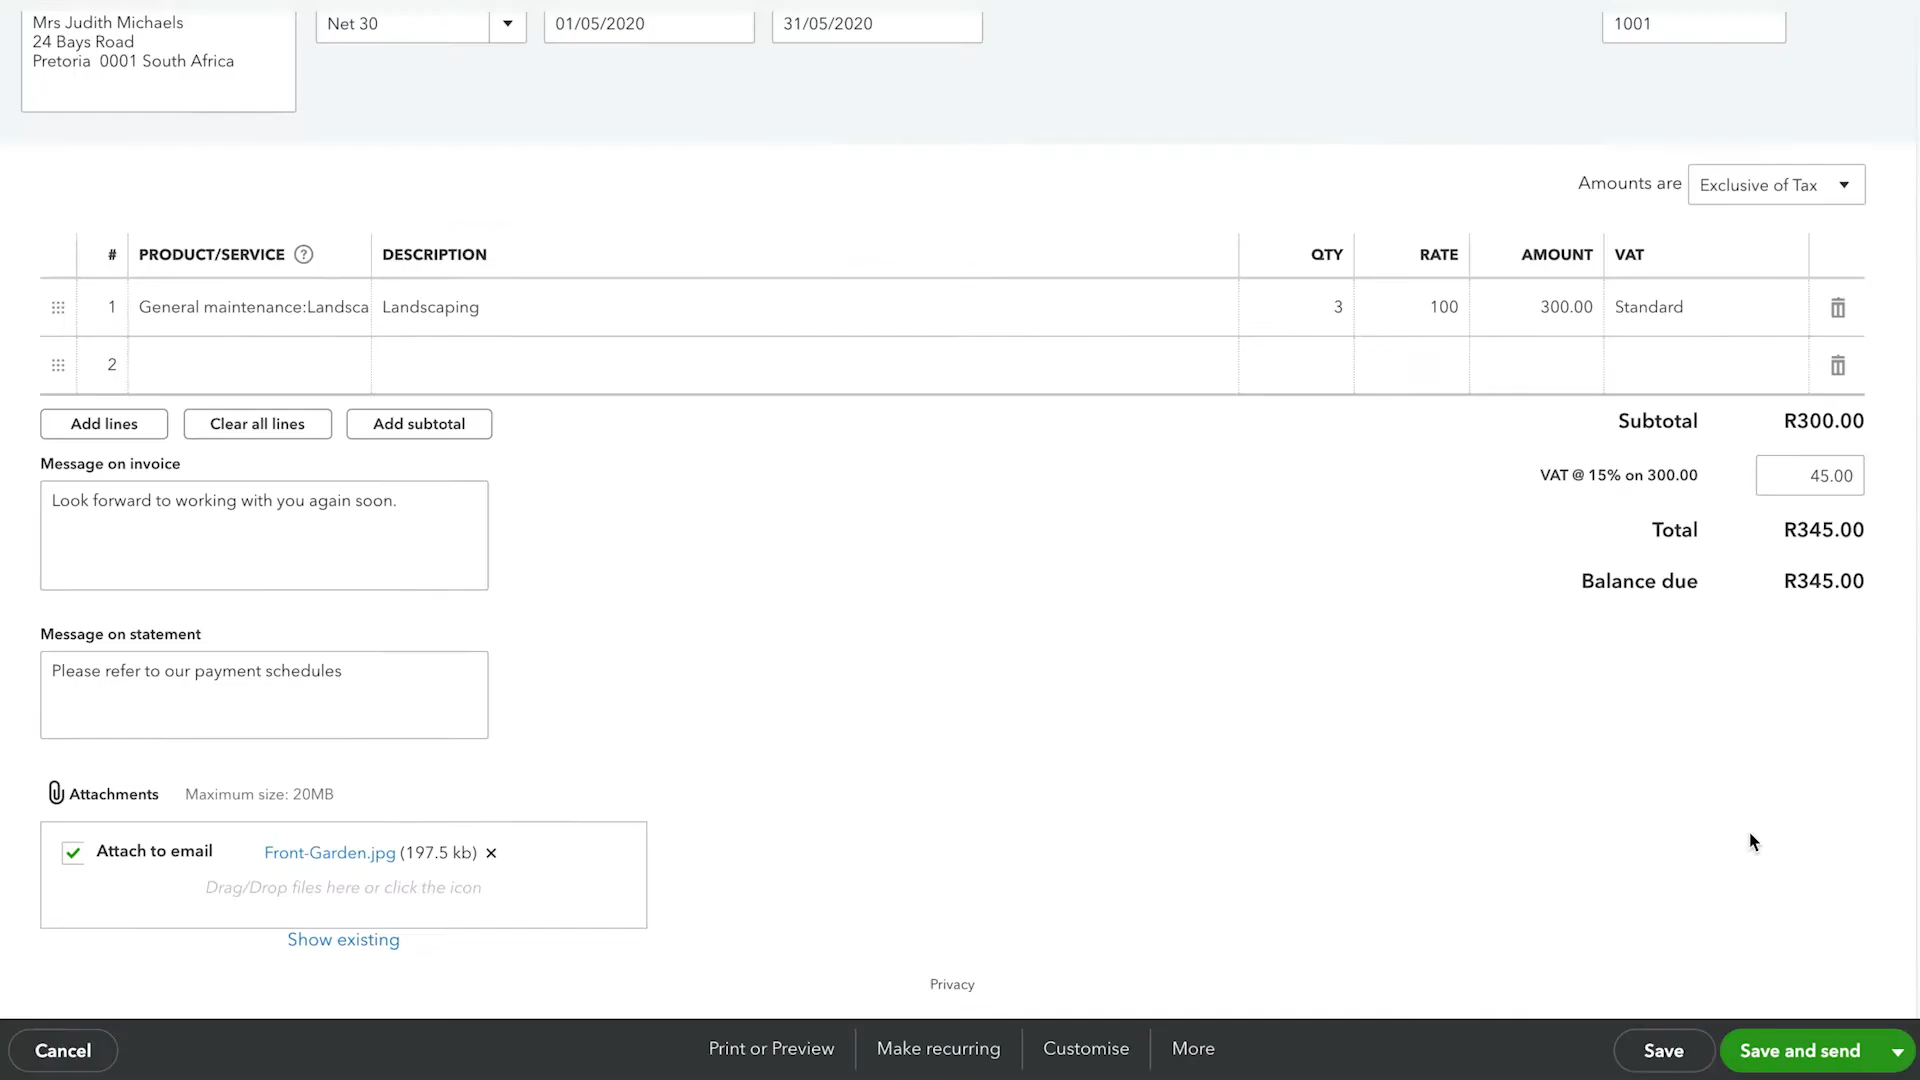 Mrs Judith Michaels
24 Bays Road
Pretoria 0001 South Africa
Net 30
01/05/2020
31/05/2020
1001
Amounts are
Exclusive of Tax
# PRODUCT/SERVICE ? DESCRIPTION QTY RATE AMOUNT VAT
1 General maintenance:Landsca Landscaping 3 100 300.00 Standard
2
Add lines
Clear all lines
Add subtotal
Subtotal R300.00
Message on invoice
Look forward to working with you again soon.
VAT @ 15% on 300.00 45.00
Total R345.00
Balance due R345.00
Message on statement
Please refer to our payment schedules
Attachments Maximum size: 20MB
Attach to email Front-Garden.jpg (197.5 kb)
Drag/Drop files here or click the icon
Show existing
Privacy
Cancel
Print or Preview
Make recurring
Customise
More
Save
Save and send